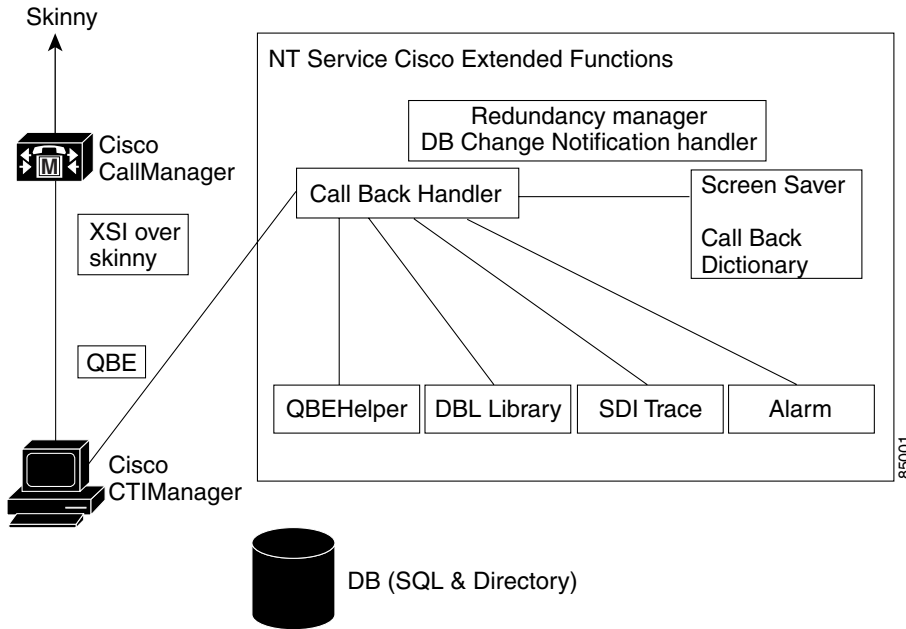 Skinny
NT Service Cisco Extended Functions
Redundancy manager
DB Change Notification handler
Cisco
CallManager
M
Call Back Handler
Screen Saver
Call Back
Dictionary
XSI over
skinny
QBE
QBEHelper
DBL Library
SDI Trace
Alarm
Cisco
CTIManager
85001
DB (SQL & Directory)